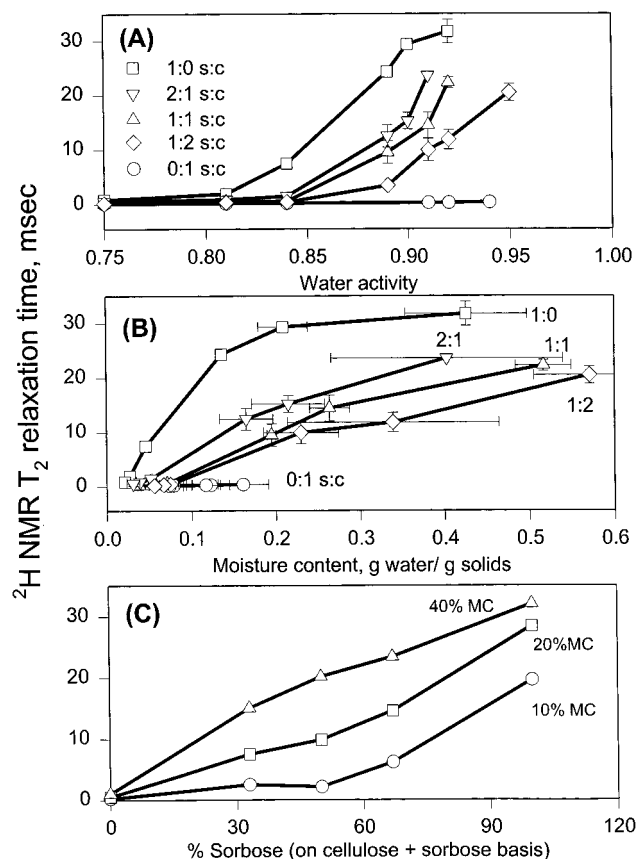 ²H NMR T₂ relaxation time, msec
(A)
1:0 s:c
2:1 s:c
1:1 s:c
1:2 s:c
0:1 s:c
30
20
10
0
0.75 0.80 0.85 0.90 0.95 1.00
Water activity
(B)
30
20
10
0
1:0
2:1
1:1
1:2
0:1 s:c
0.0 0.1 0.2 0.3 0.4 0.5 0.6
Moisture content, g water/ g solids
(C)
30
20
10
0
40% MC
20%MC
10% MC
0 20 40 60 80 100
% Sorbose (on cellulose + sorbose basis)